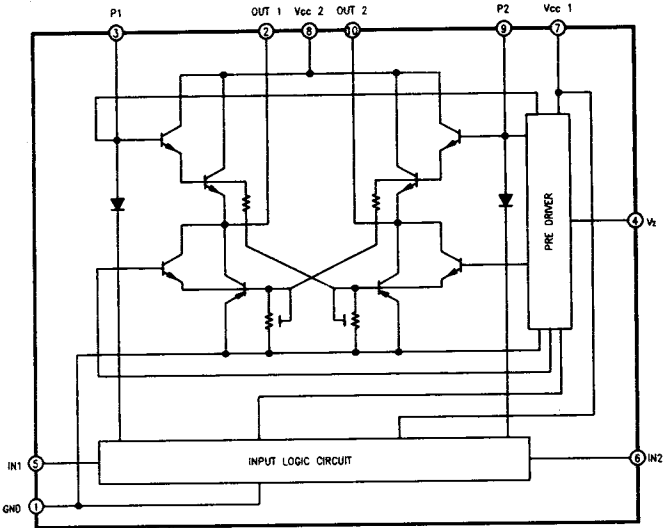 P1 OUT 1 Vcc 2 OUT 2 P2 Vcc 1
3 2 8 10 9 7
PRE DRIVER
4 Vz
IN1 5 INPUT LOGIC CIRCUIT 6 IN2
GND 1